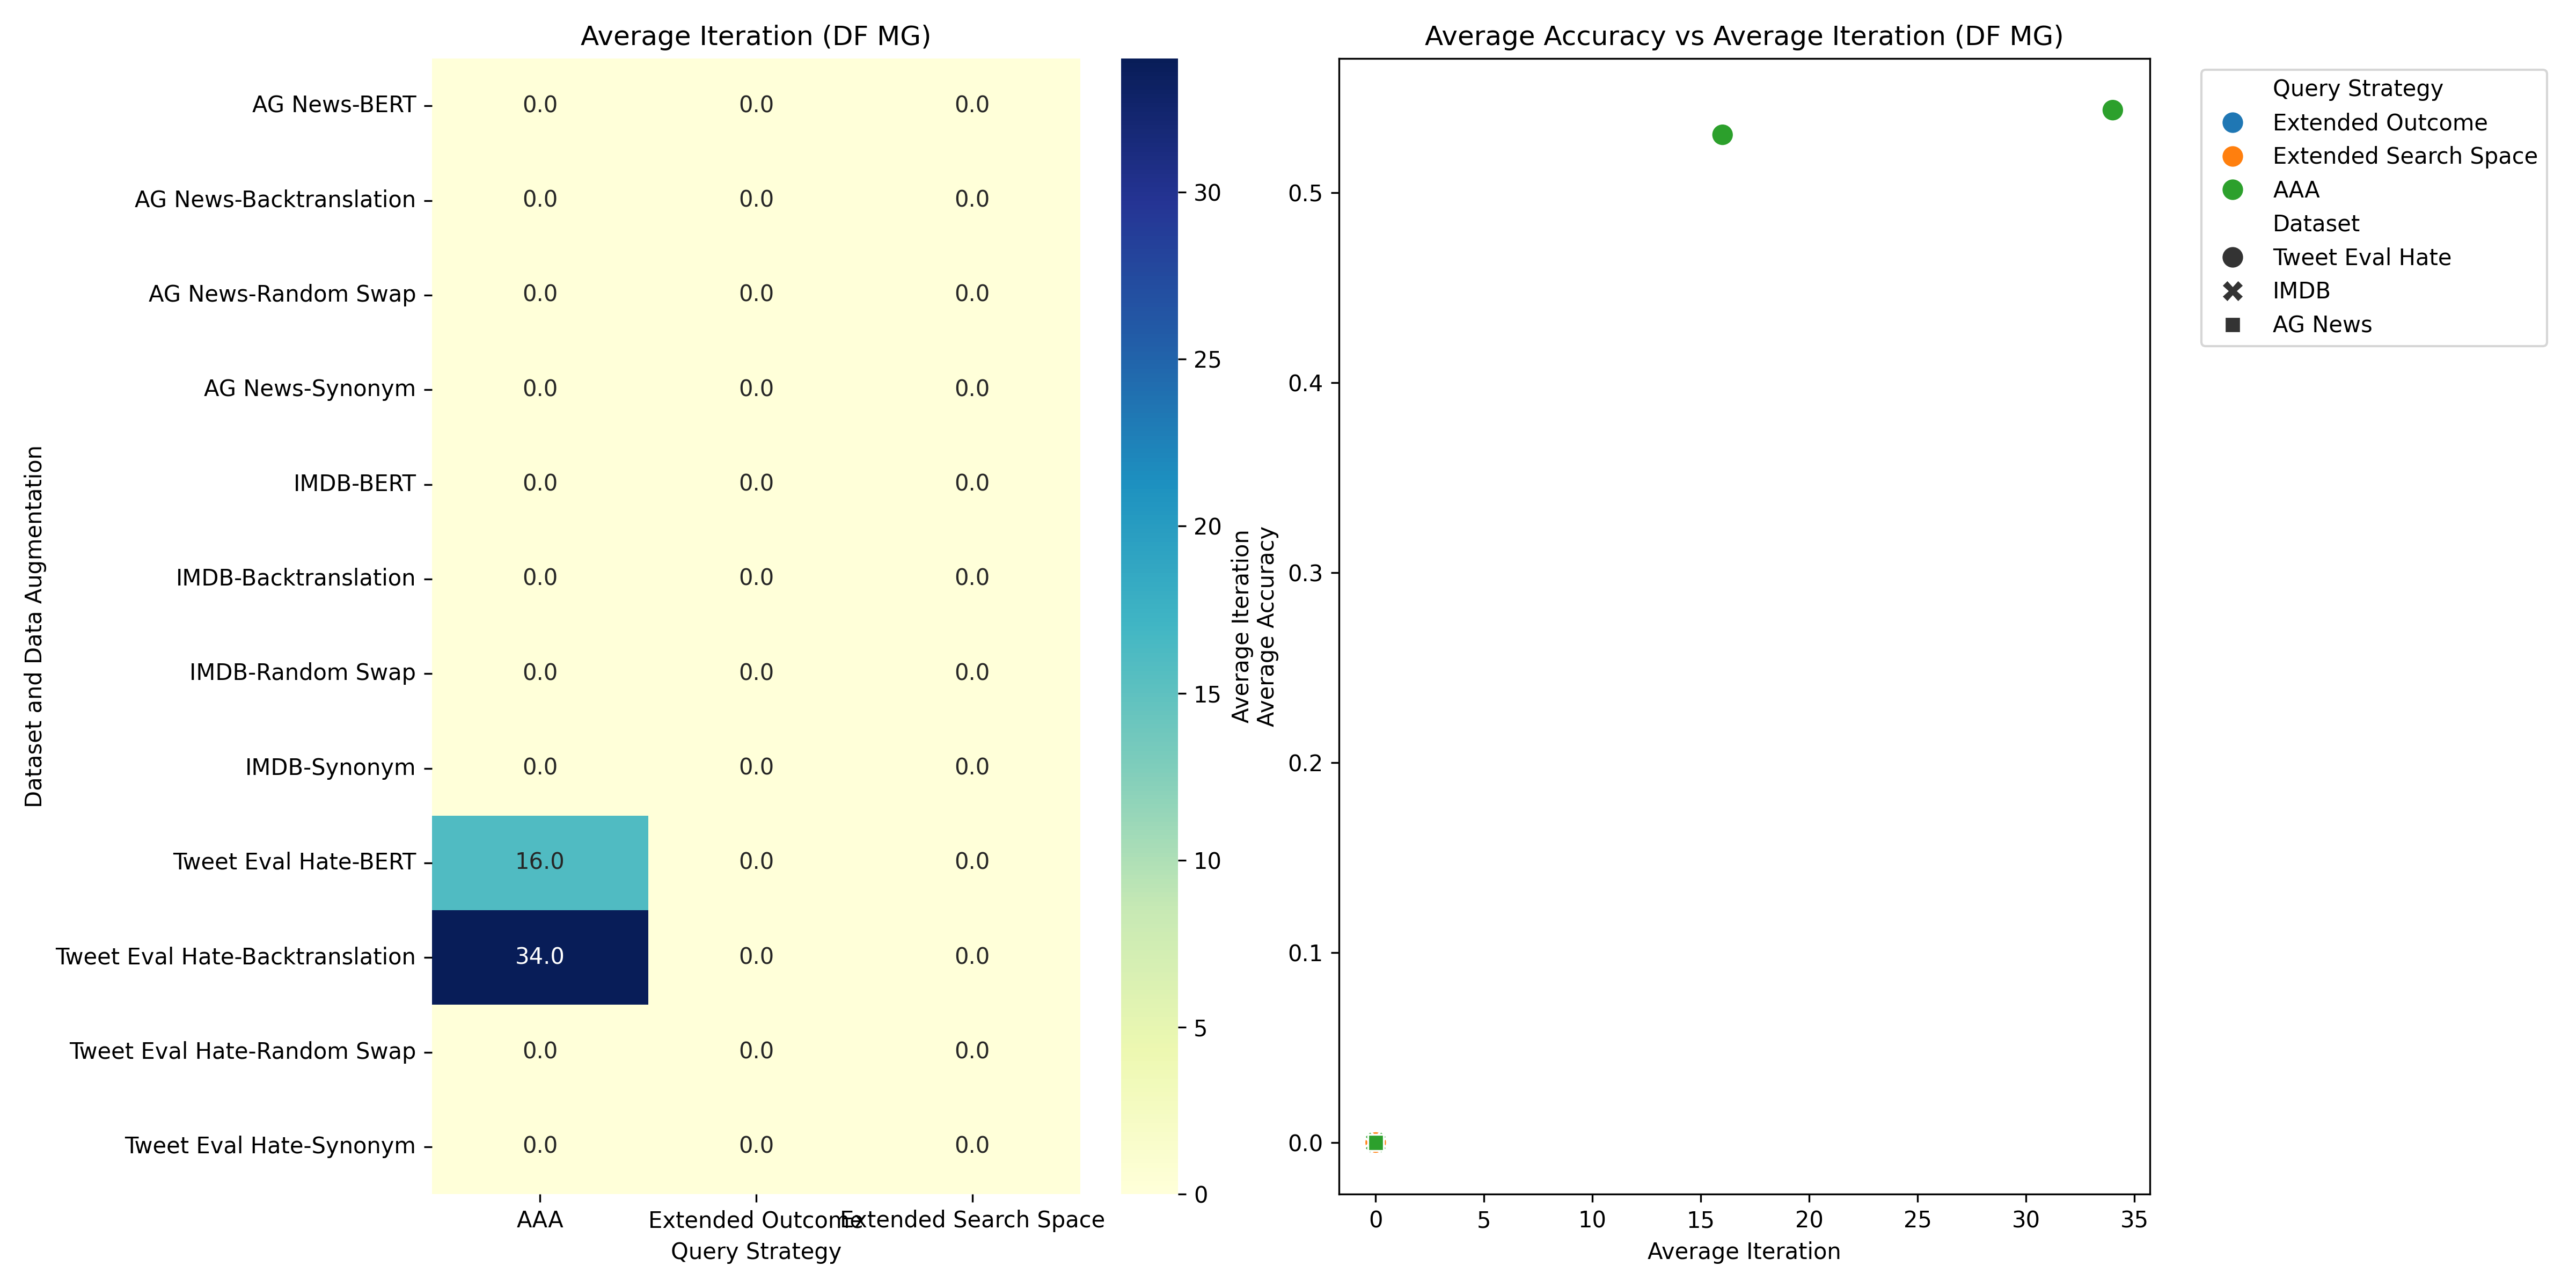 Average Iteration (DF MG)
Dataset and Data Augmentation
AG News-BERT 0.0 0.0 0.0
AG News-Backtranslation 0.0 0.0 0.0
AG News-Random Swap 0.0 0.0 0.0
AG News-Synonym 0.0 0.0 0.0
IMDB-BERT 0.0 0.0 0.0
IMDB-Backtranslation 0.0 0.0 0.0
IMDB-Random Swap 0.0 0.0 0.0
IMDB-Synonym 0.0 0.0 0.0
Tweet Eval Hate-BERT 16.0 0.0 0.0
Tweet Eval Hate-Backtranslation 34.0 0.0 0.0
Tweet Eval Hate-Random Swap 0.0 0.0 0.0
Tweet Eval Hate-Synonym 0.0 0.0 0.0
AAA Extended Outcome Extended Search Space
Query Strategy
30
25
20
15
10
5
0
Average Iteration
Average Accuracy vs Average Iteration (DF MG)
Average Accuracy
0.5
0.4
0.3
0.2
0.1
0.0
0 5 10 15 20 25 30 35
Average Iteration
Query Strategy
Extended Outcome
Extended Search Space
AAA
Dataset
Tweet Eval Hate
IMDB
AG News